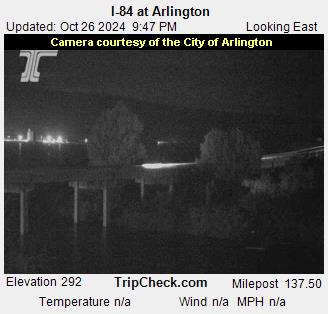 I-84 at Arlington
Updated: Oct 26 2024 9:47 PM Looking East
Camera courtesy of the City of Arlington
Elevation 292 TripCheck.com Milepost 137.50
Temperature n/a Wind n/a MPH n/a